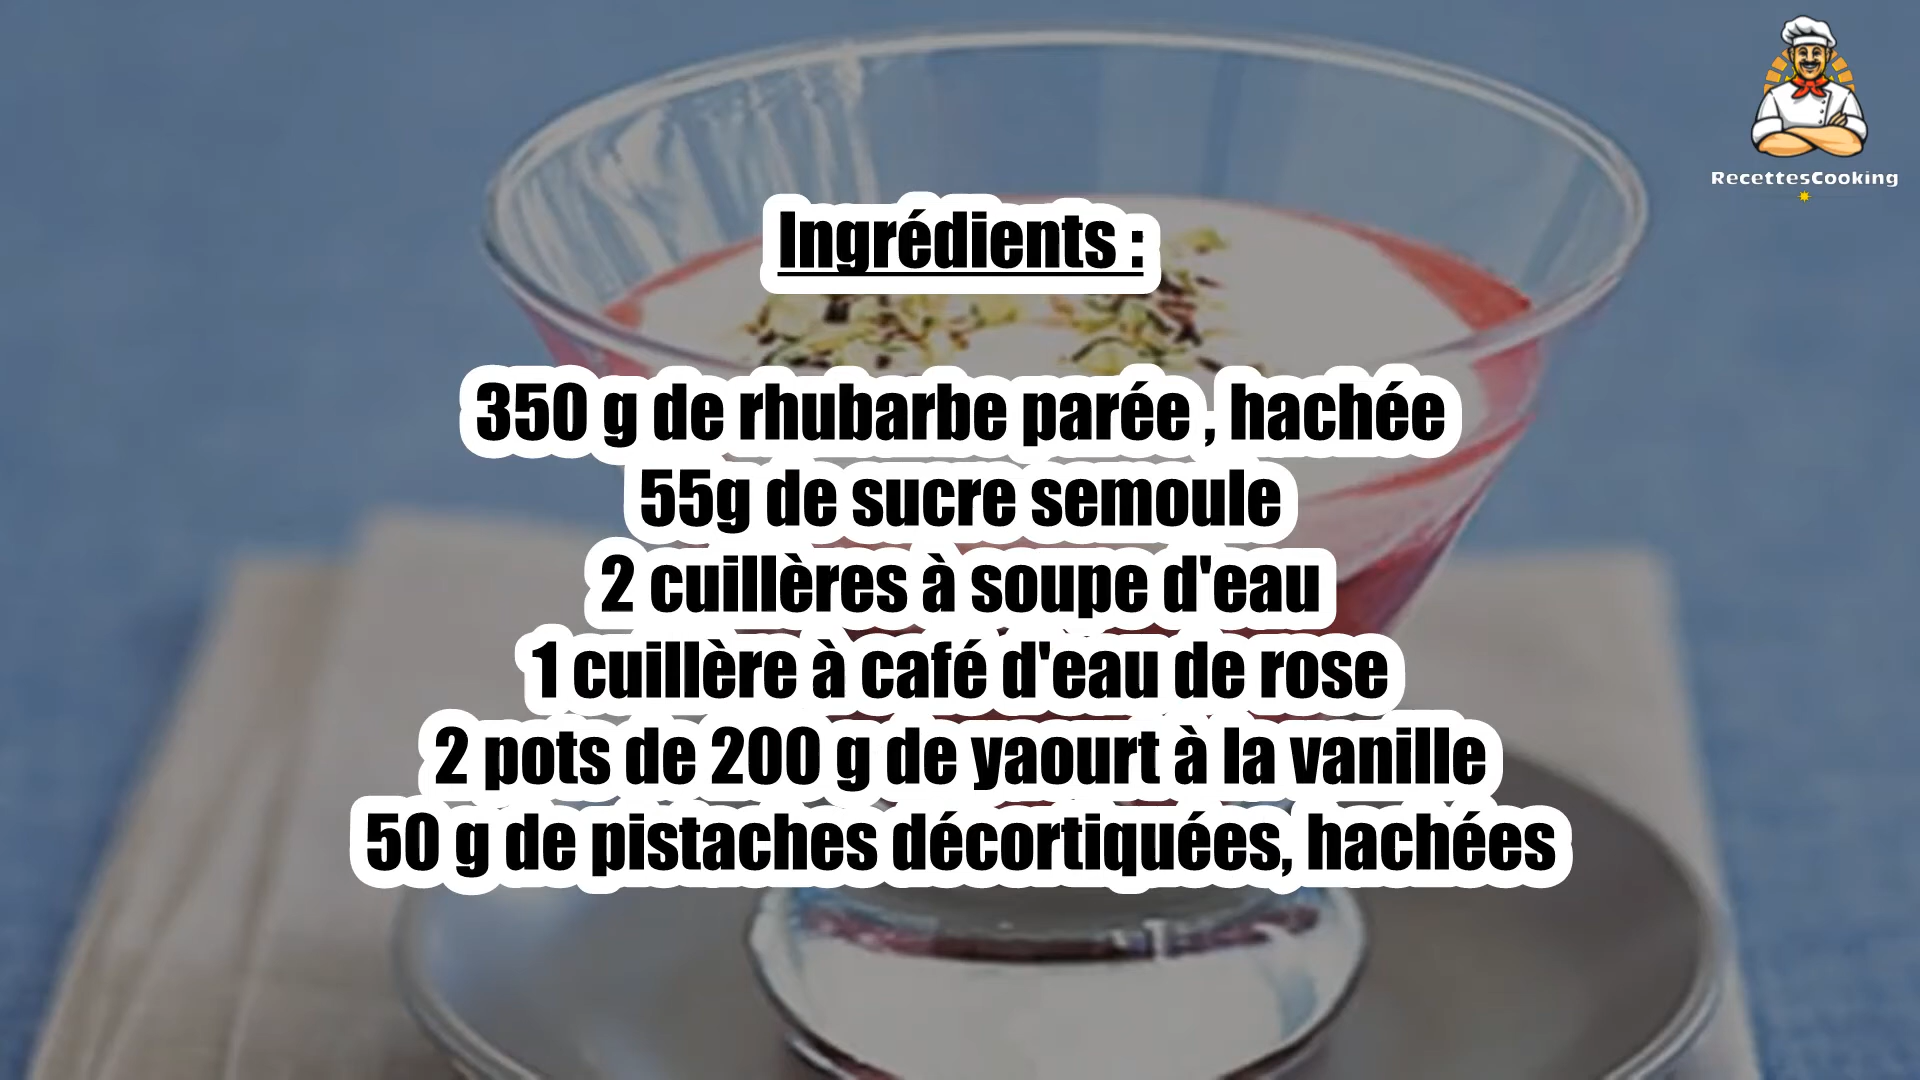 RecettesCooking
Ingrédients :
350 g de rhubarbe parée , hachée
55g de sucre semoule
2 cuillères à soupe d'eau
1 cuillère à café d'eau de rose
2 pots de 200 g de yaourt à la vanille
50 g de pistaches décortiquées, hachées